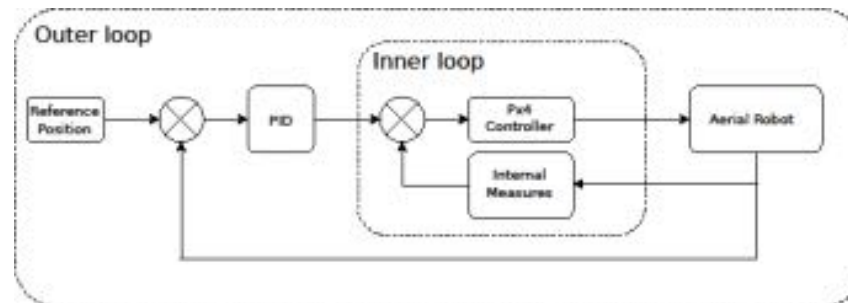 Outer loop
Inner loop
Reference
Position
PID
Px4
Controller
Aerial Robot
Internal
Measures